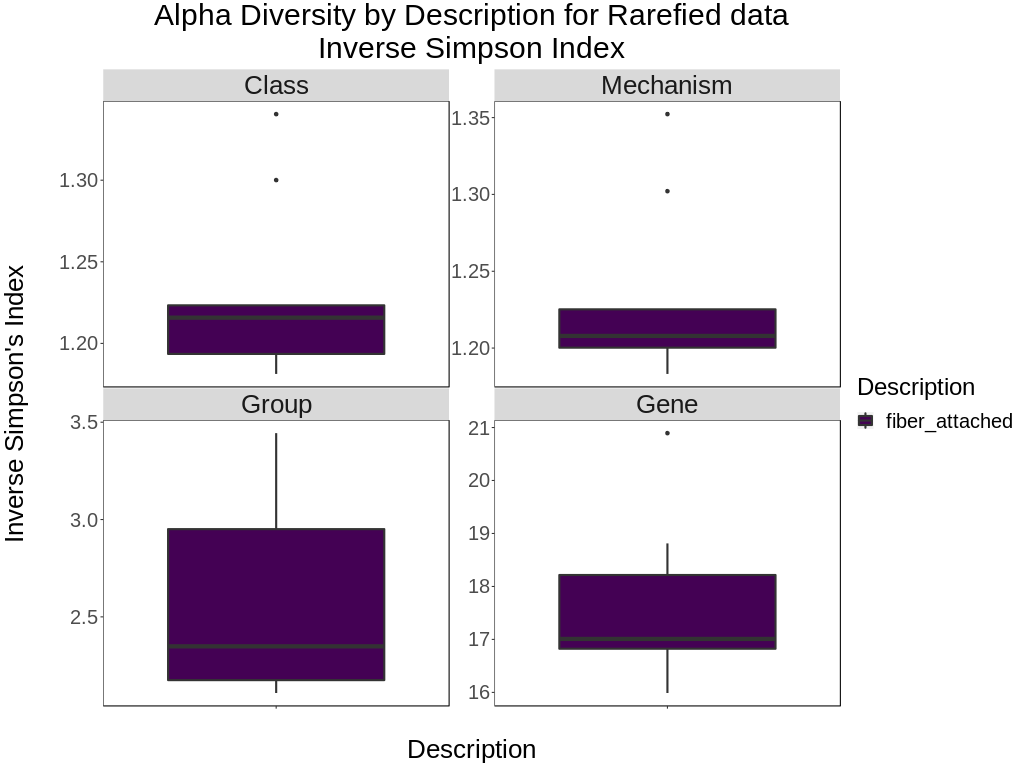 Alpha Diversity by Description for Rarefied data
Inverse Simpson Index
Class
Mechanism
1.30
1.25
1.20
1.35
1.30
1.25
1.20
Group
Gene
3.5
3.0
2.5
21
20
19
18
17
16
Inverse Simpson's Index
Description
Description
fiber_attached